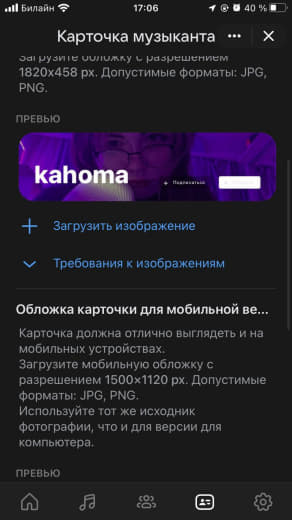 Билайн 17:06 40 %
Карточка музыканта
Загрузите обложку с разрешением
1820x458 px. Допустимые форматы: JPG,
PNG.
ПРЕВЬЮ
kahoma
+ Подписаться
Загрузить изображение
Требования к изображениям
Обложка карточки для мобильной ве...
Карточка должна отлично выглядеть и на
мобильных устройствах.
Загрузите мобильную обложку с
разрешением 1500×1120 px. Допустимые
форматы: JPG, PNG.
Используйте тот же исходник
фотографии, что и для версии для
компьютера.
ПРЕВЬЮ